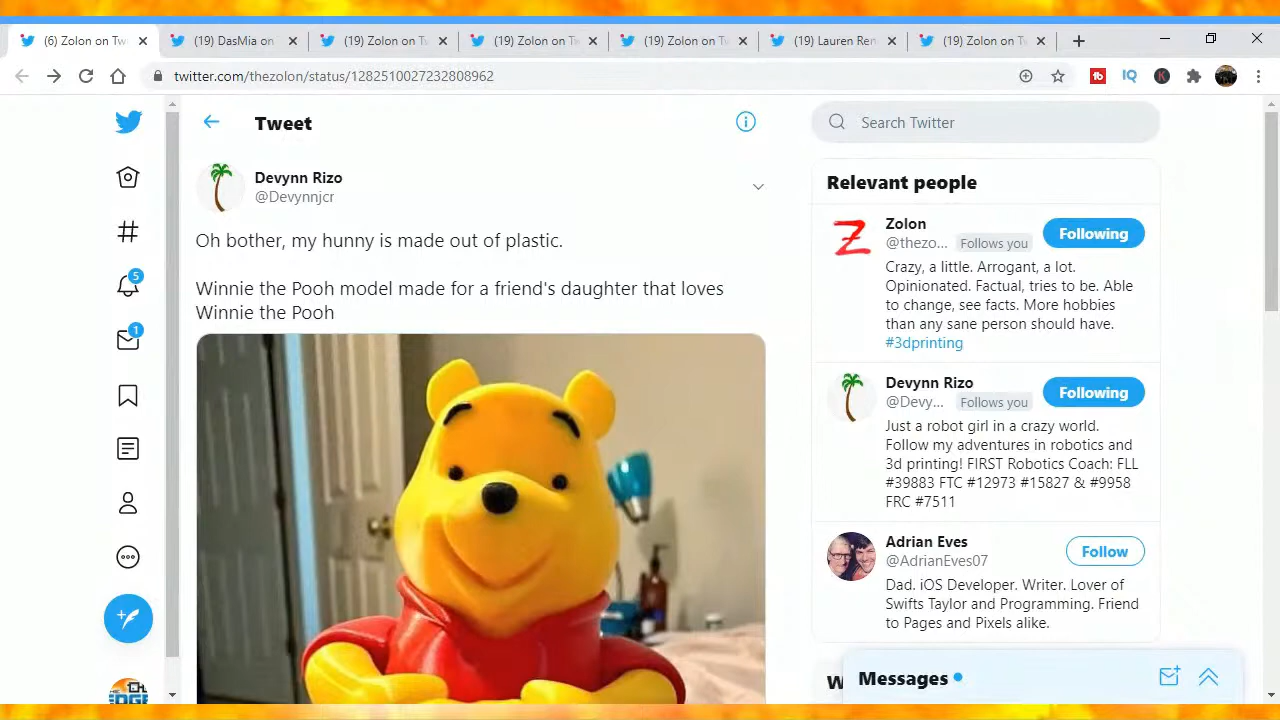 (6) Zolon on Tw
(19) DasMia on
(19) Zolon on T
(19) Zolon on Tw
(19) Zolon on Tw
(19) Lauren Ren
(19) Zolon on Tw
twitter.com/thezolon/status/1282510027232808962
tb
IQ
K
Tweet
Search Twitter
Devynn Rizo
@Devynnjcr
Oh bother, my hunny is made out of plastic.
Winnie the Pooh model made for a friend's daughter that loves
Winnie the Pooh
5
1
Relevant people
Z
Zolon
@thezo... Follows you
Following
Crazy, a little. Arrogant, a lot.
Opinionated. Factual, tries to be. Able
to change, see facts. More hobbies
than any sane person should have.
#3dprinting
Devynn Rizo
@Devy... Follows you
Following
Just a robot girl in a crazy world.
Follow my adventures in robotics and
3d printing! FIRST Robotics Coach: FLL
#39883 FTC #12973 #15827 & #9958
FRC #7511
Adrian Eves
@AdrianEves07
Follow
Dad. iOS Developer. Writer. Lover of
Swifts Taylor and Programming. Friend
to Pages and Pixels alike.
Messages